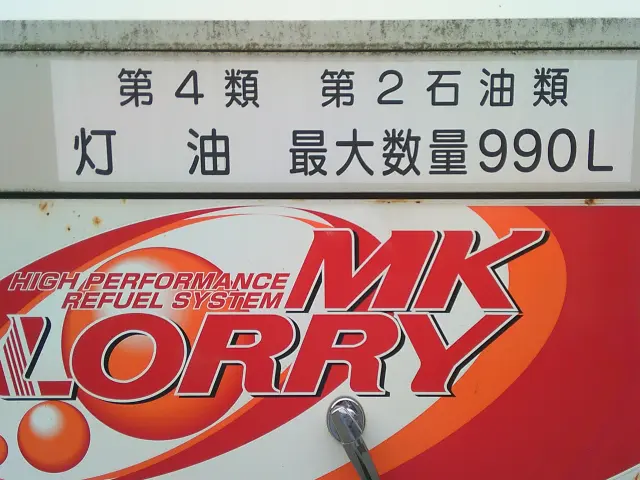 第4類 第2石油類
灯油 最大数量990L
HIGH PERFORMANCE
REFUEL SYSTEM
MK
LORRY